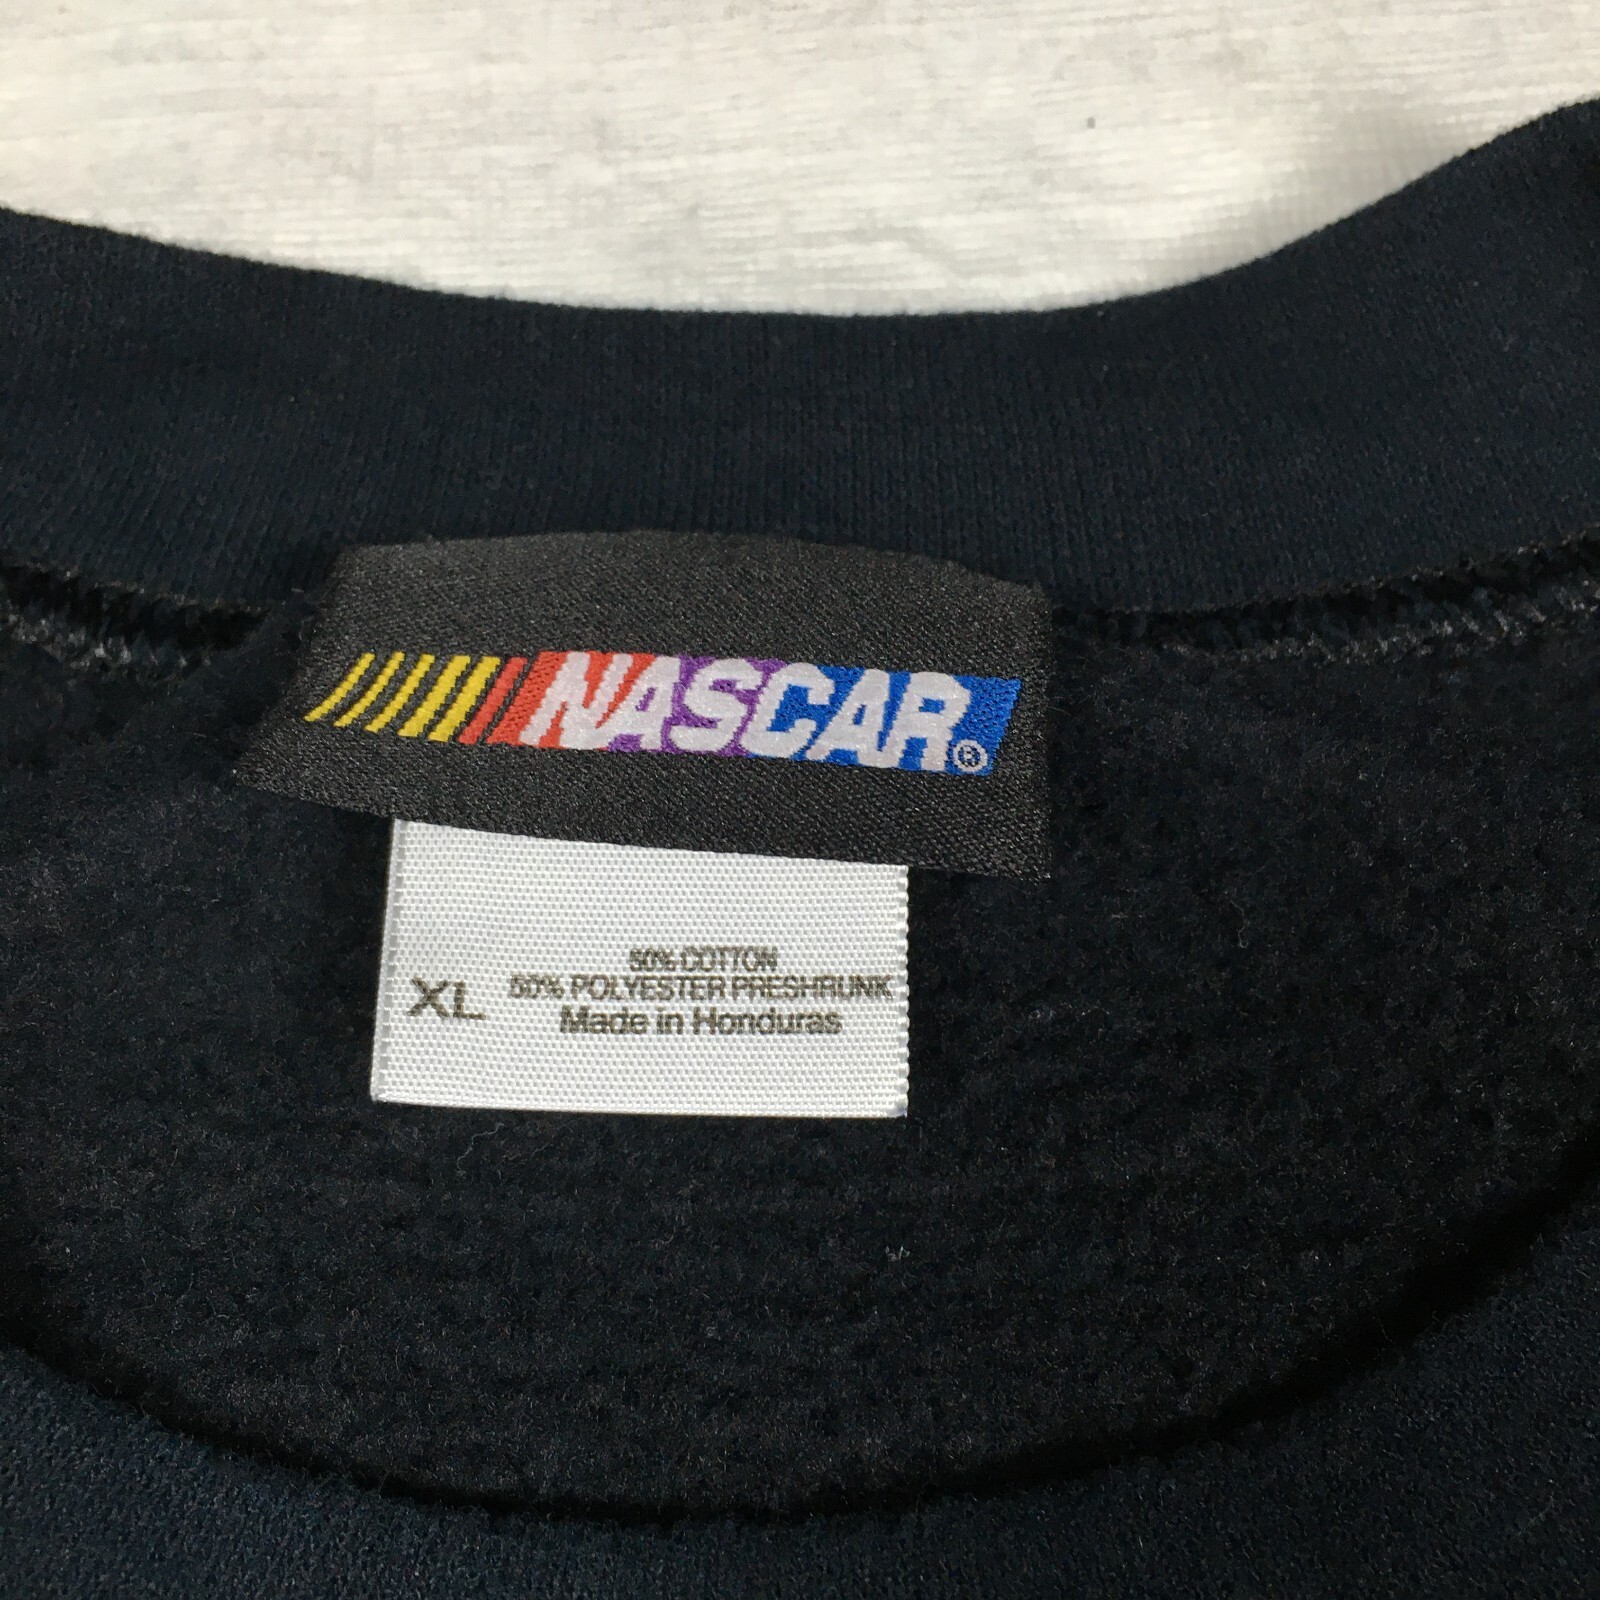 NASCAR®
50% COTTON
XL 50% POLYESTER PRESHRUNK
Made in Honduras